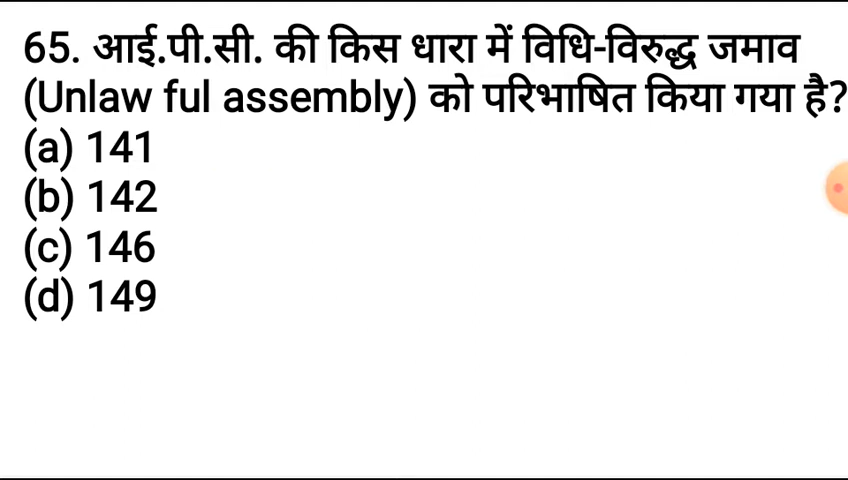 65. आई.पी.सी. की किस धारा में विधि-विरुद्ध जमाव
(Unlaw ful assembly) को परिभाषित किया गया है?
(a) 141
(b) 142
(c) 146
(d) 149